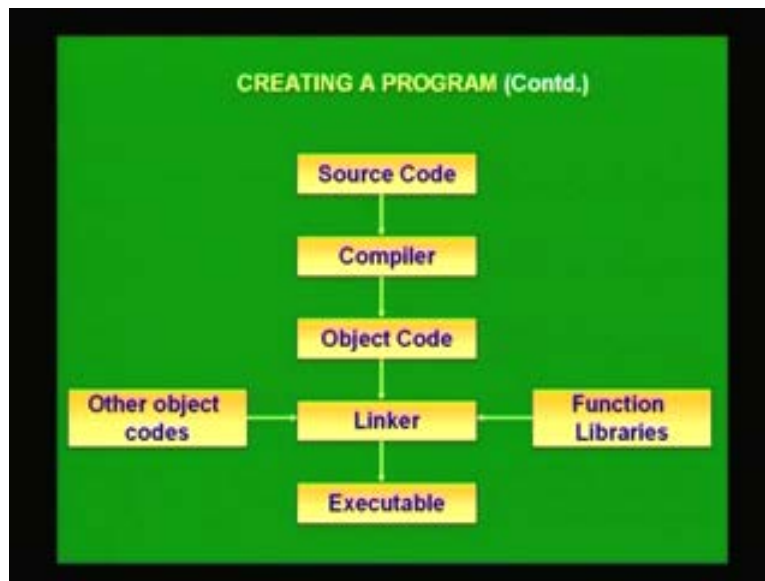 CREATING A PROGRAM (Contd.)
Source Code
Compiler
Object Code
Other object
codes
Linker
Function
Libraries
Executable